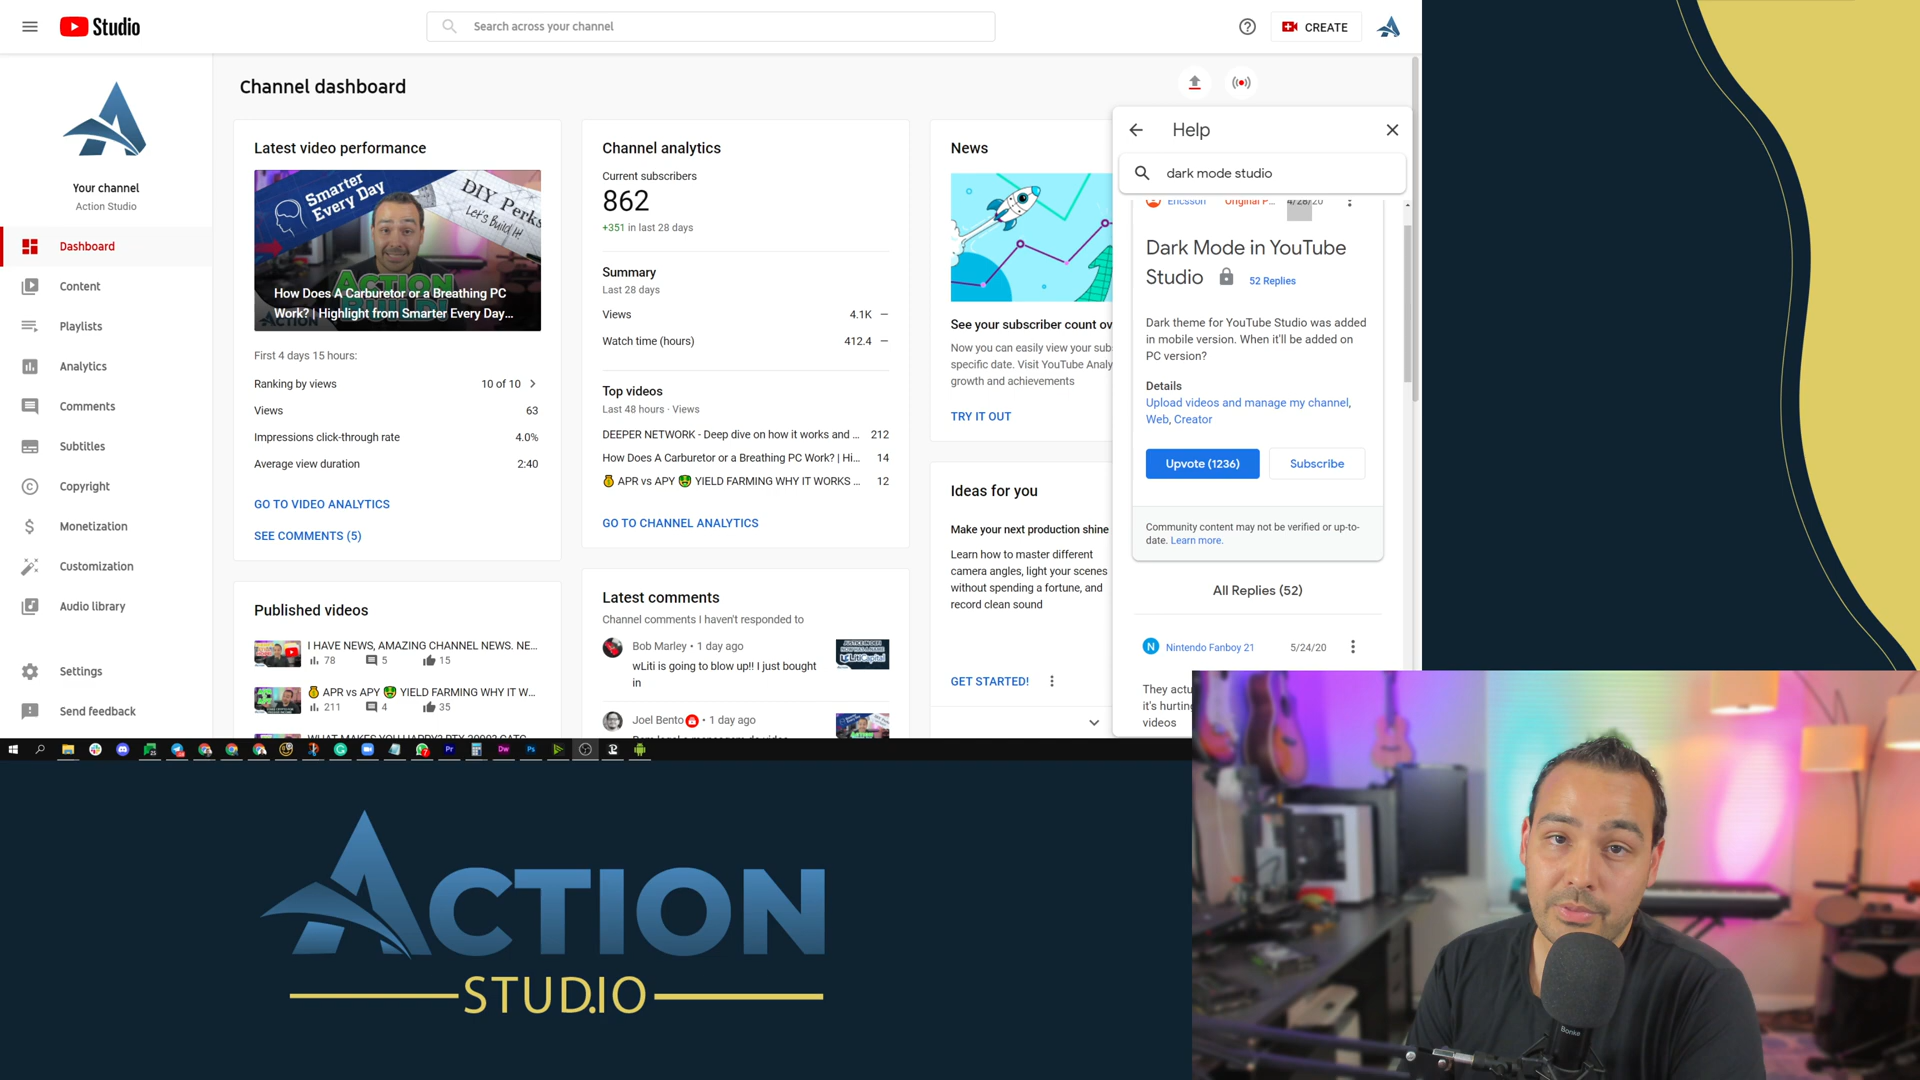 Studio
Search across your channel
CREATE
Your channel
Action Studio
Dashboard
Content
Playlists
Analytics
Comments
Subtitles
Copyright
Monetization
Customization
Audio library
Settings
Send feedback
Channel dashboard
Latest video performance
Smarter
Every Day
DIY Perks
Let's Build It!
ACTION
How Does A Carburetor or a Breathing PC
Work? | Highlight from Smarter Every Day...
First 4 days 15 hours:
Ranking by views 10 of 10
Views 63
Impressions click-through rate 4.0%
Average view duration 2:40
GO TO VIDEO ANALYTICS
SEE COMMENTS (5)
Published videos
I HAVE NEWS, AMAZING CHANNEL NEWS. NE...
78 5 15
💰 APR vs APY 🤑 YIELD FARMING WHY IT W...
211 4 35
Channel analytics
Current subscribers
862
+351 in last 28 days
Summary
Last 28 days
Views 4.1K —
Watch time (hours) 412.4 —
Top videos
Last 48 hours · Views
DEEPER NETWORK - Deep dive on how it works and ... 212
How Does A Carburetor or a Breathing PC Work? | Hi... 14
💰 APR vs APY 🤑 YIELD FARMING WHY IT WORKS ... 12
GO TO CHANNEL ANALYTICS
Latest comments
Channel comments I haven't responded to
Bob Marley • 1 day ago
wLiti is going to blow up!! I just bought
in
Joel Bento • 1 day ago
News
See your subscriber count ov
Now you can easily view your sub
specific date. Visit YouTube Analy
growth and achievements
TRY IT OUT
Ideas for you
Make your next production shine
Learn how to master different
camera angles, light your scenes
without spending a fortune, and
record clean sound
GET STARTED!
Help
dark mode studio
Ericsson Original P... 4/28/20
Dark Mode in YouTube
Studio 52 Replies
Dark theme for YouTube Studio was added
in mobile version. When it'll be added on
PC version?
Details
Upload videos and manage my channel,
Web, Creator
Upvote (1236) Subscribe
Community content may not be verified or up-to-
date. Learn more.
All Replies (52)
N Nintendo Fanboy 21 5/24/20
They actu
it's hurting
videos
Pr Dw Ps
ACTION
STUD.IO
Bonke